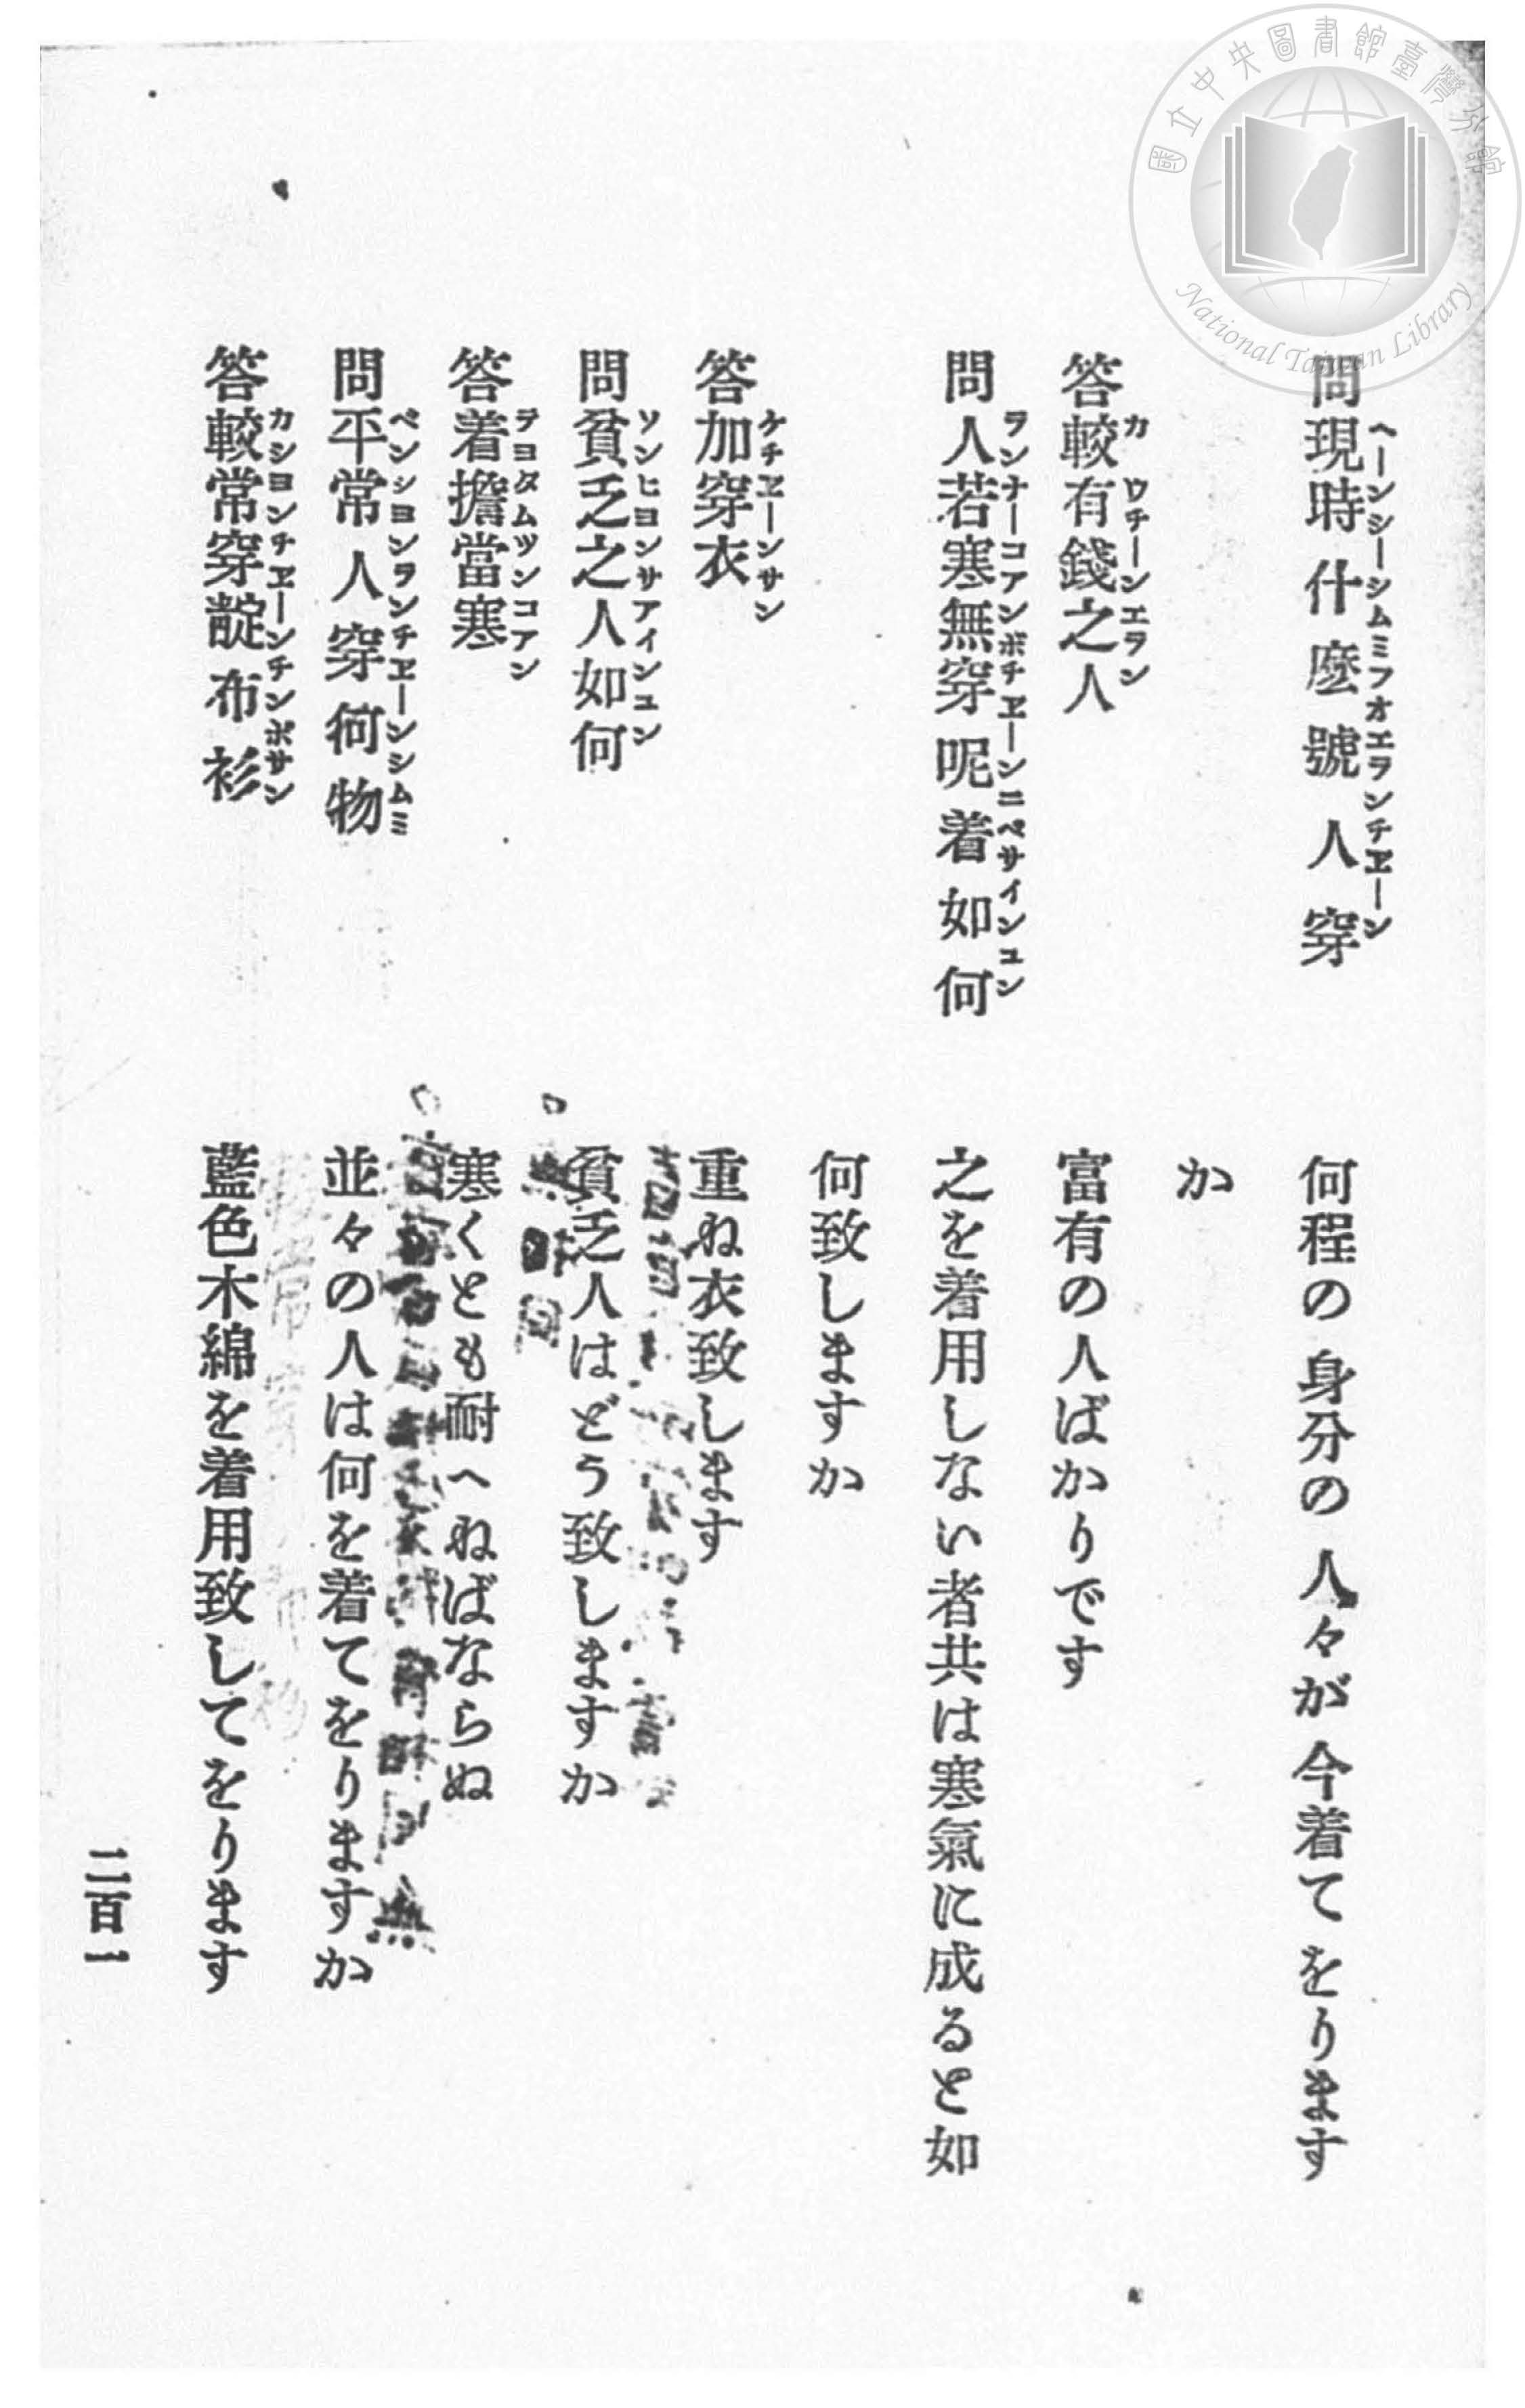 國立中央圖書館臺灣分館
National Taiwan Library
問現時什麼號人穿
ヘーンシーシムミフオエランチヱーン
何程の身分の人々が今着てをります
か
答較有錢之人
カウチーンエラン
富有の人ばかりです
問人若寒無穿呢着如何
ランナーコアンボチヱーンニペサインユン
之を着用しない者共は寒氣に成ると如
何致しますか
答加穿衣
ケチヱーンサン
重ね衣致します
問貧乏之人如何
ソンヒヨンサアインユン
貧乏人はどう致しますか
答着擔當寒
テヨタムツンコアン
寒くとも耐へねばならぬ
問平常人穿何物
ペンシヨンランチヱーンシムミ
並々の人は何を着てをりますか
答較常穿靛布衫
カシヨンチヱーンチンボサン
藍色木綿を着用致してをります
二百一